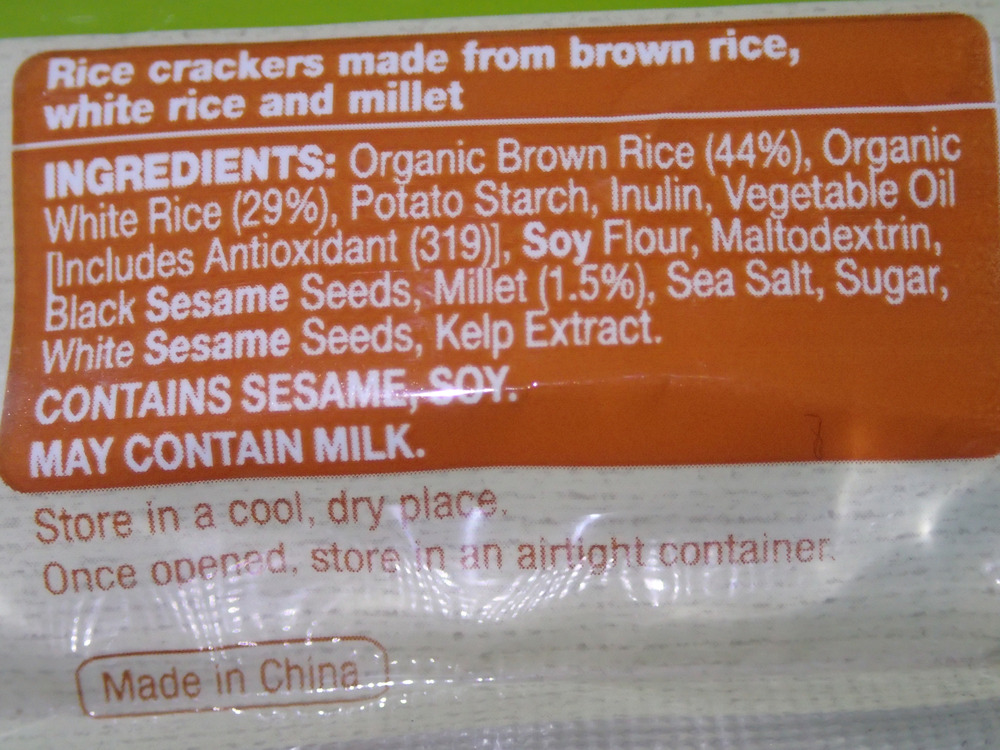 Rice crackers made from brown rice,
white rice and millet
INGREDIENTS: Organic Brown Rice (44%), Organic
White Rice (29%), Potato Starch, Inulin, Vegetable Oil
[Includes Antioxidant (319)], Soy Flour, Maltodextrin,
Black Sesame Seeds, Millet (1.5%), Sea Salt, Sugar,
White Sesame Seeds, Kelp Extract.
CONTAINS SESAME, SOY.
MAY CONTAIN MILK.
Store in a cool, dry place.
Once opened, store in an airtight container.
Made in China